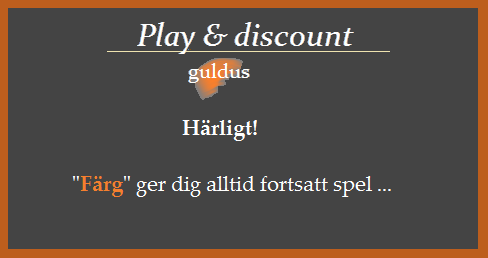 Play & discount
guldus
Härligt!
"Färg" ger dig alltid fortsatt spel ...